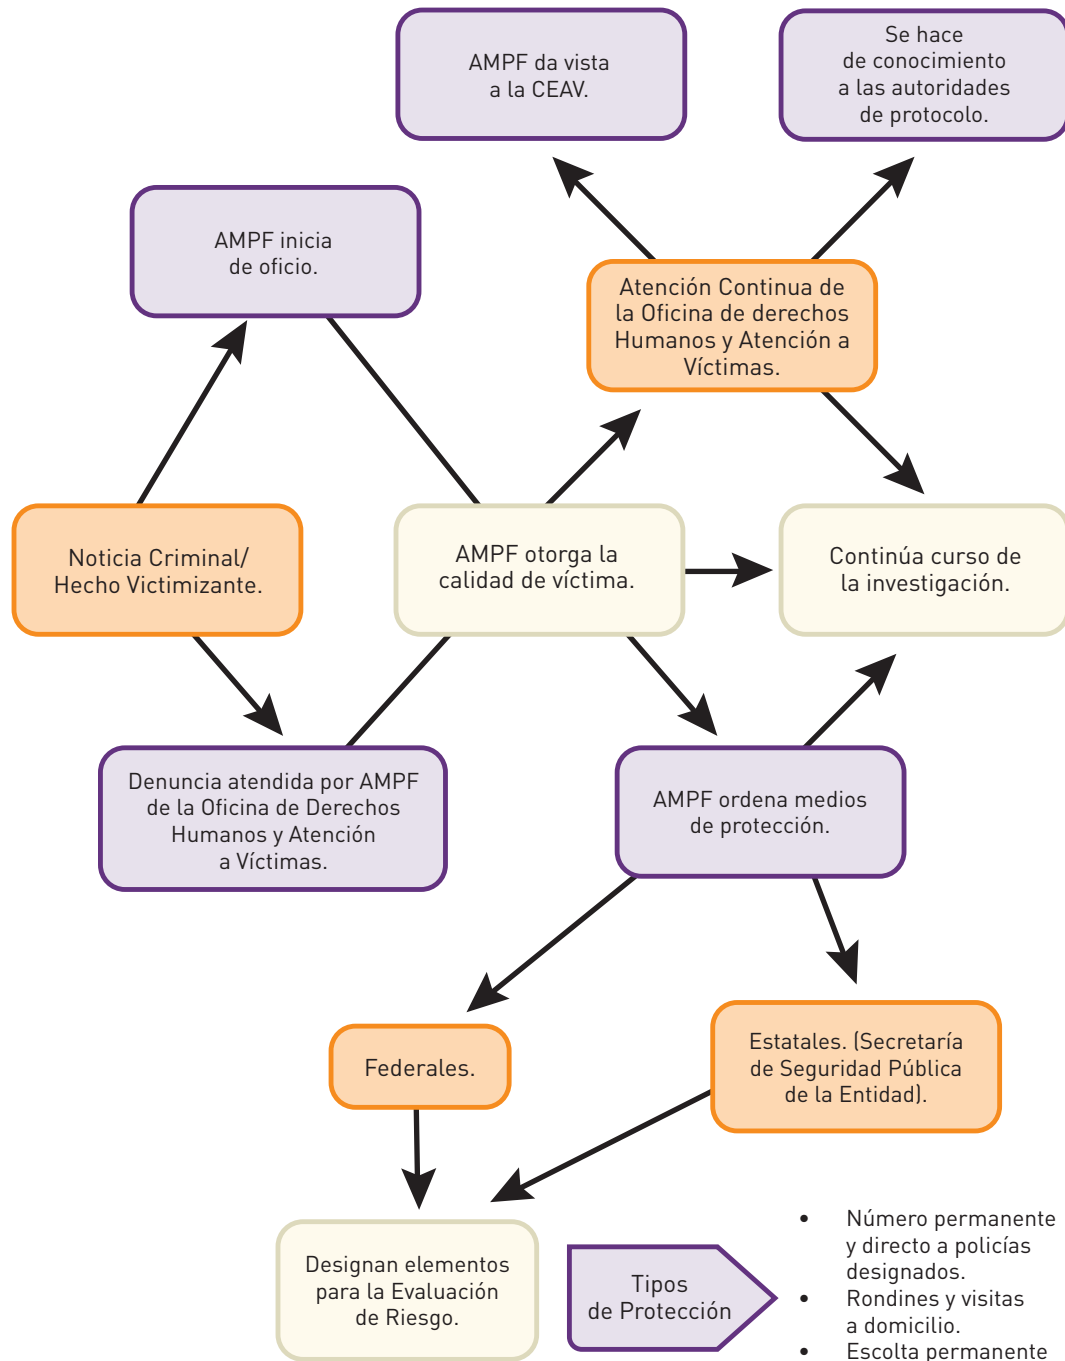 AMPF da vista
a la CEAV.
Se hace
de conocimiento
a las autoridades
de protocolo.
AMPF inicia
de oficio.
Atención Continua de
la Oficina de derechos
Humanos y Atención a
Víctimas.
Noticia Criminal/
Hecho Victimizante.
AMPF otorga la
calidad de víctima.
Continúa curso de
la investigación.
Denuncia atendida por AMPF
de la Oficina de Derechos
Humanos y Atención
a Víctimas.
AMPF ordena medios
de protección.
Federales.
Estatales. (Secretaría
de Seguridad Pública
de la Entidad).
Designan elementos
para la Evaluación
de Riesgo.
Tipos
de Protección
• Número permanente
y directo a policías
designados.
• Rondines y visitas
a domicilio.
• Escolta permanente